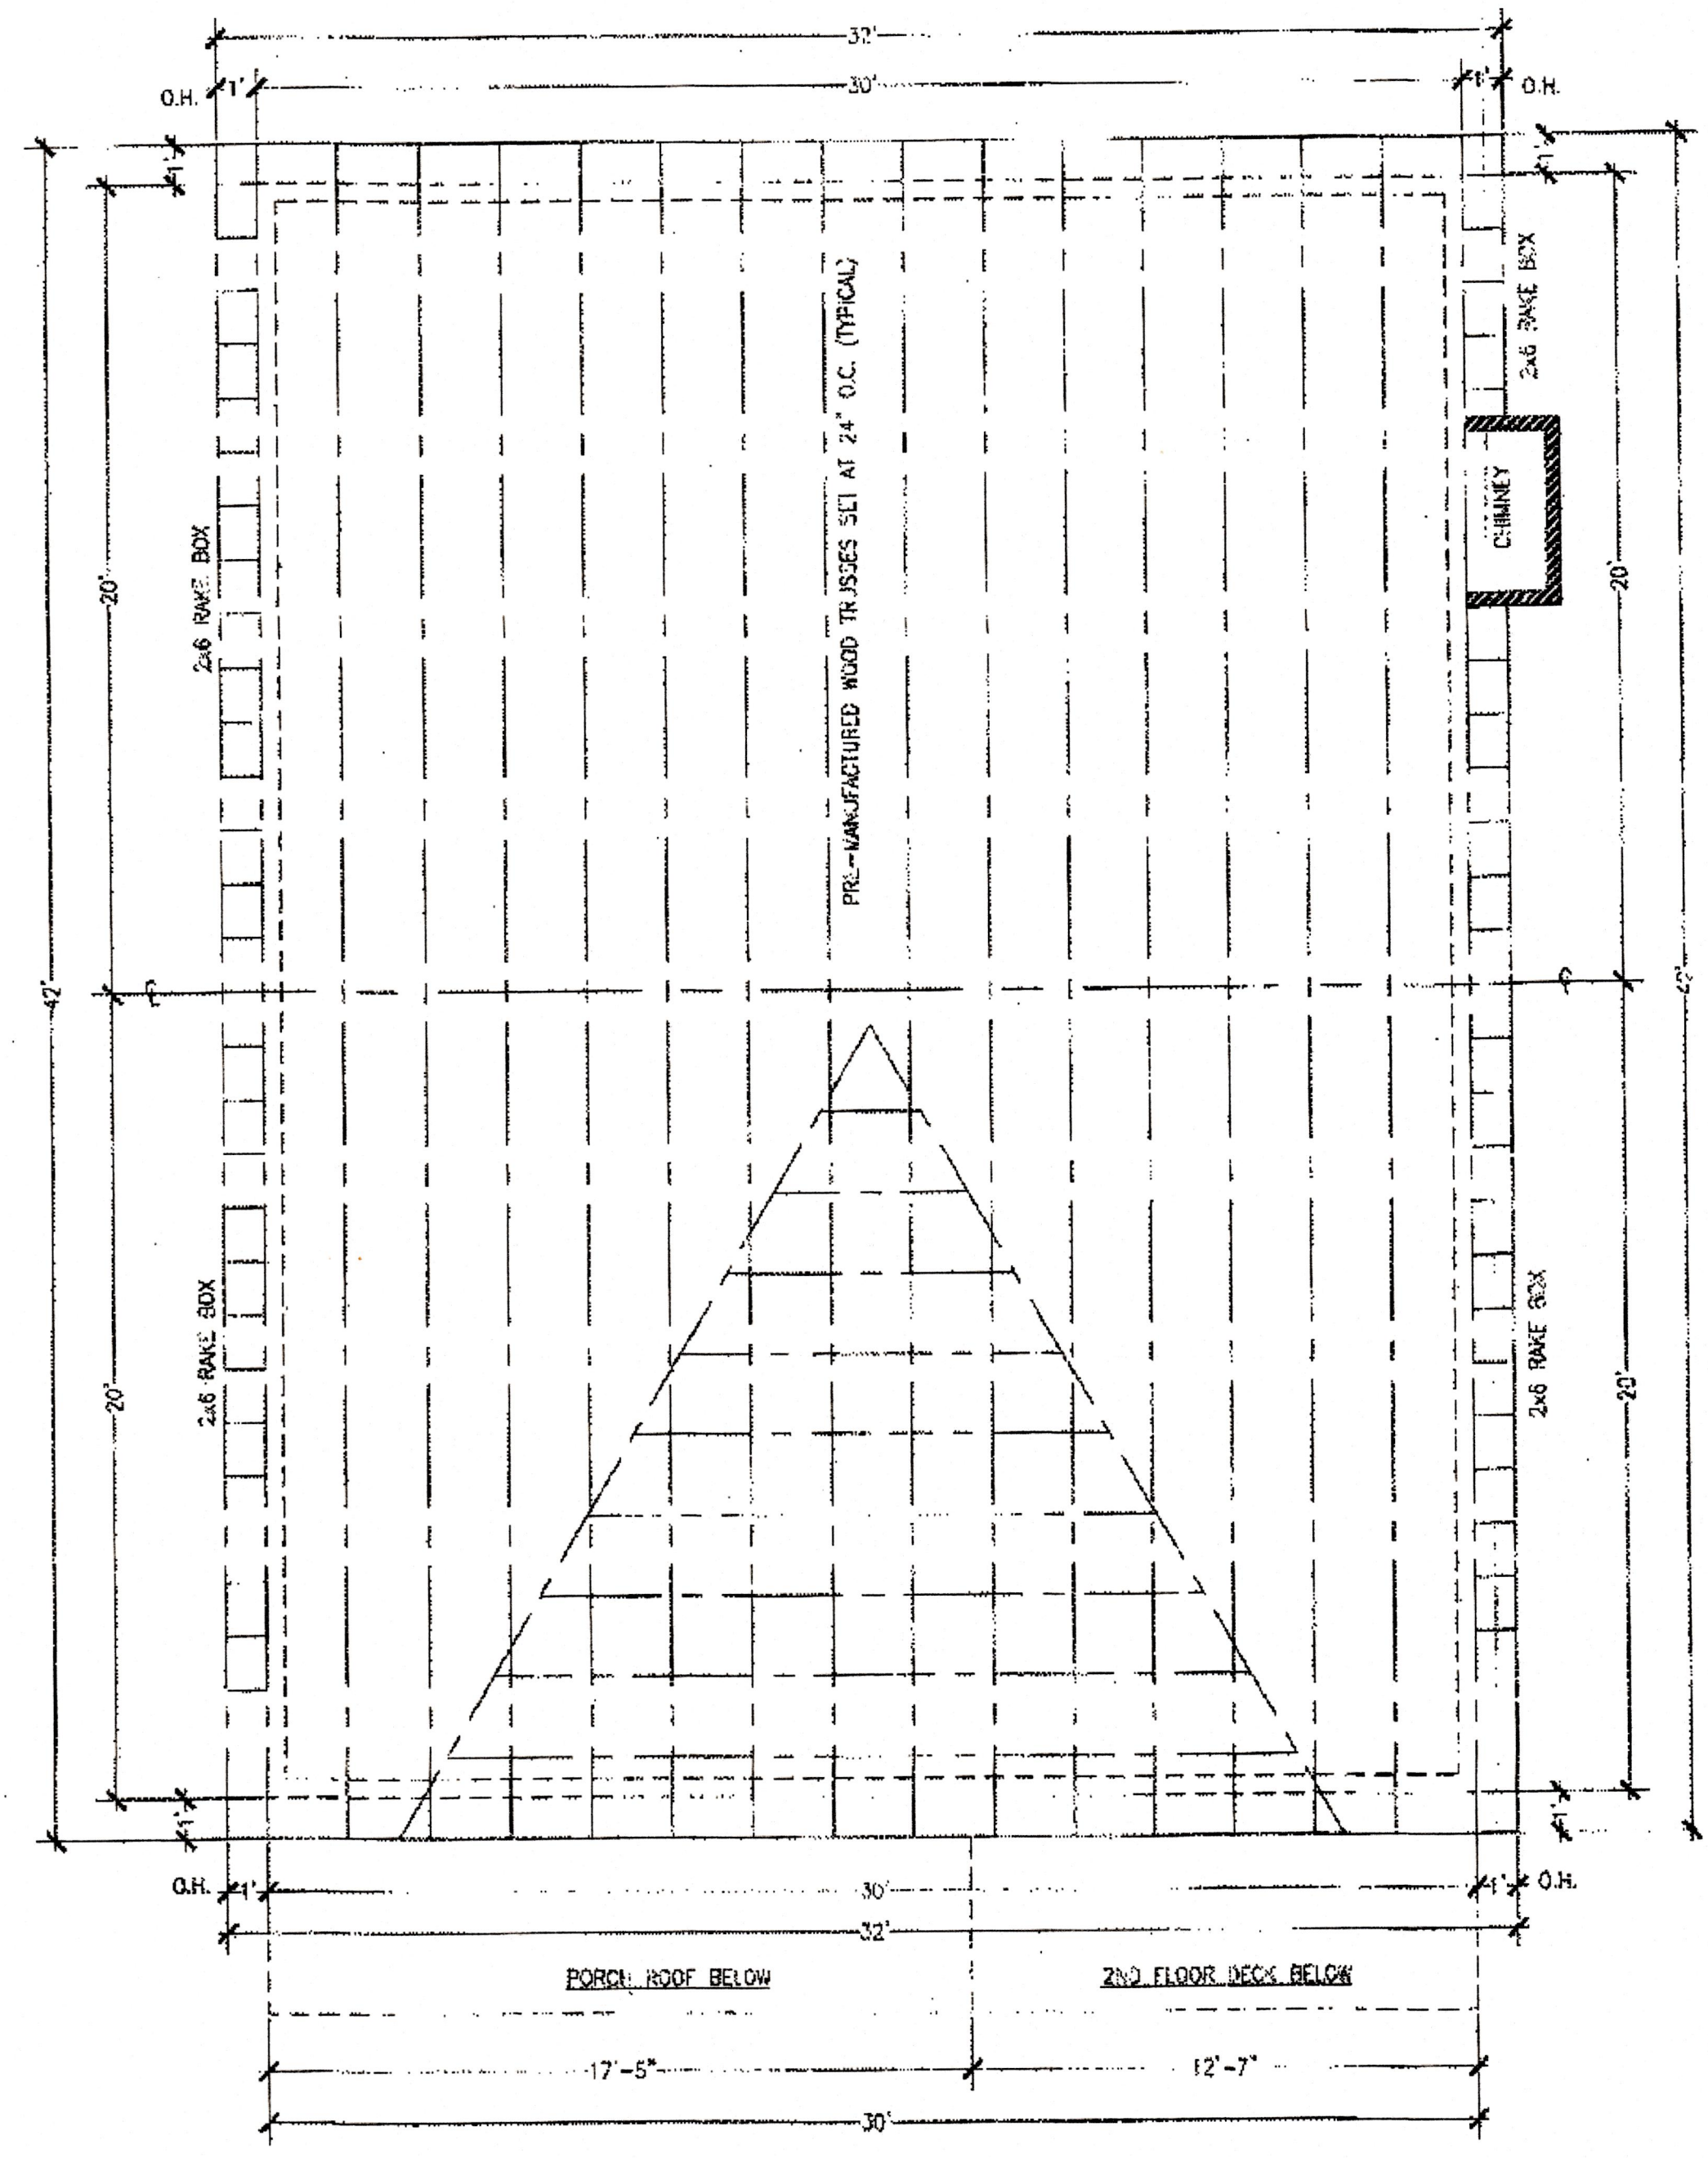 32'
1'
30'
1'
O.H.
O.H.
1'
1'
2x6 RAKE BOX
PRE-MANUFACTURED WOOD TRUSSES SET AT 24" O.C. (TYPICAL)
CHIMNEY
2x6 RAKE BOX
20'
20'
42'
42'
2x6 RAKE BOX
2x6 RAKE BOX
20'
20'
1'
1'
O.H.
1'
30'
1'
O.H.
32'
PORCH ROOF BELOW
2ND FLOOR DECK BELOW
17'-5"
12'-7"
30'